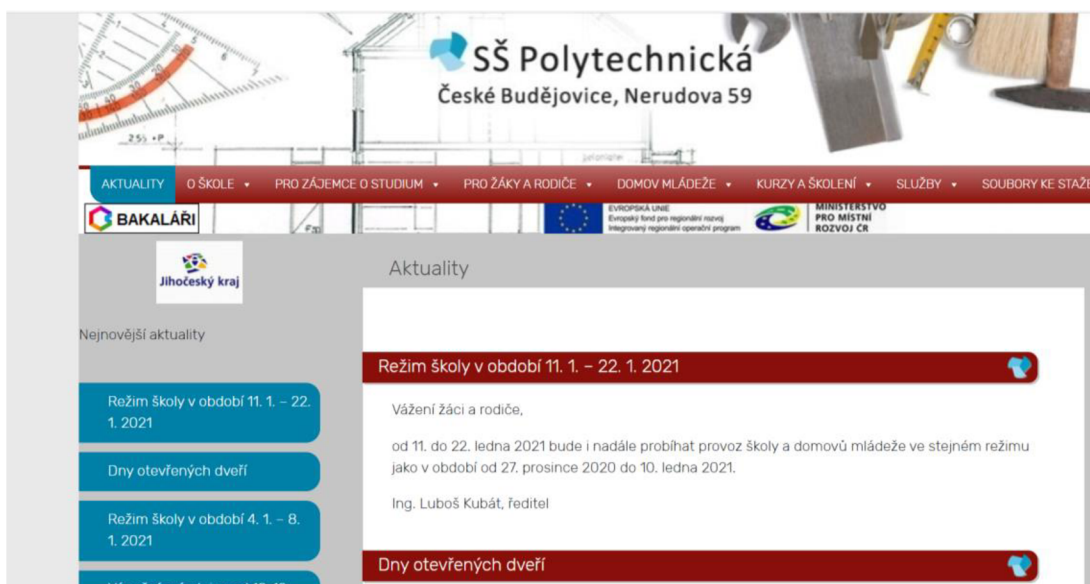 SŠ Polytechnická
České Budějovice, Nerudova 59
AKTUALITY O ŠKOLE PRO ZÁJEMCE O STUDIUM PRO ŽÁKY A RODIČE DOMOV MLÁDEŽE KURZY A ŠKOLENÍ SLUŽBY SOUBORY KE STAŽE
BAKALÁŘI
EVROPSKÁ UNIE
Evropský fond pro regionální rozvoj
Integrovaný regionální operační program
MINISTERSTVO
PRO MÍSTNÍ
ROZVOJ ČR
Jihočeský kraj
Nejnovější aktuality
Režim školy v období 11. 1. – 22.
1. 2021
Dny otevřených dveří
Režim školy v období 4. 1. – 8.
1. 2021
Aktuality
Režim školy v období 11. 1. – 22. 1. 2021
Vážení žáci a rodiče,
od 11. do 22. ledna 2021 bude i nadále probíhat provoz školy a domovů mládeže ve stejném režimu
jako v období od 27. prosince 2020 do 10. ledna 2021.
Ing. Luboš Kubát, ředitel
Dny otevřených dveří